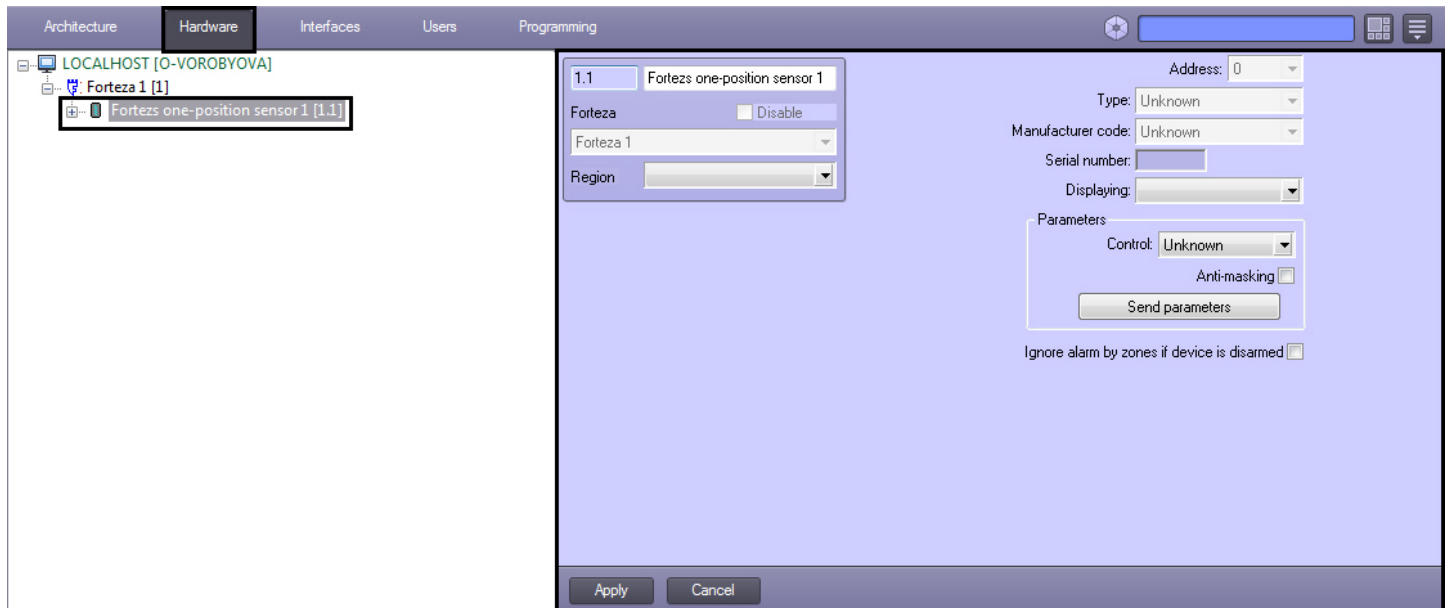 Architecture Hardware Interfaces Users Programming
LOCALHOST [O-VOROBYOVA]
Forteza 1 [1]
Fortezs one-position sensor 1 [1.1]
1.1 Fortezs one-position sensor 1
Forteza Disable
Forteza 1
Region
Address: 0
Type: Unknown
Manufacturer code: Unknown
Serial number:
Displaying:
Parameters
Control: Unknown
Anti-masking
Send parameters
Ignore alarm by zones if device is disarmed
Apply Cancel